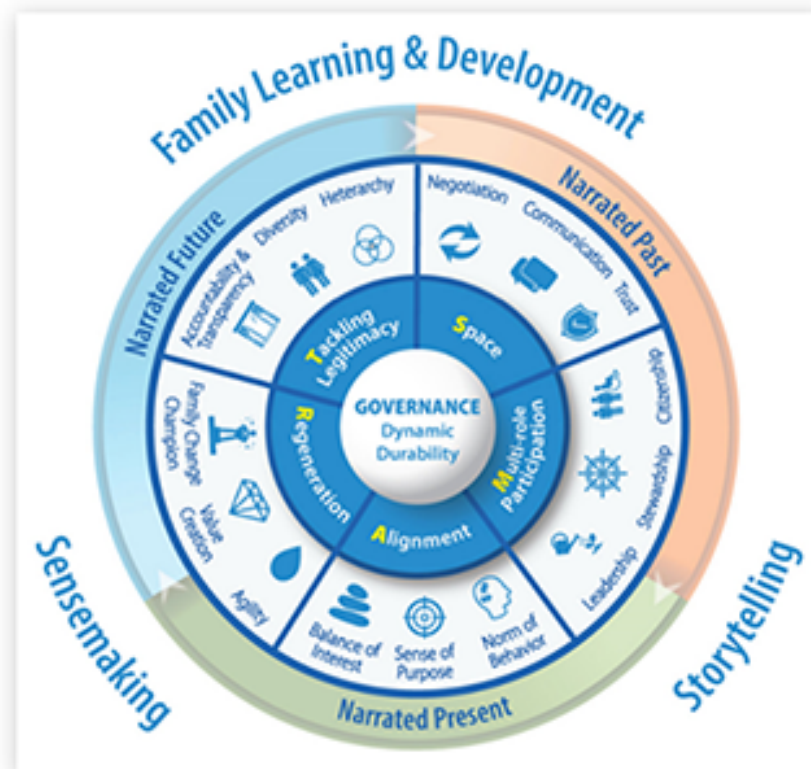 Family Learning & Development
Narrated Past
Narrated Present
Narrated Future
Storytelling
Sensemaking
Negotiation
Communication
Trust
Citizenship
Stewardship
Leadership
Norm of
Behavior
Sense of
Purpose
Balance of
Interest
Agility
Value
Creation
Family Change
Champion
Accountability &
Transparency
Diversity
Heterarchy
Space
Multi-role
Participation
Alignment
Regeneration
Tackling
Legitimacy
GOVERNANCE
Dynamic
Durability